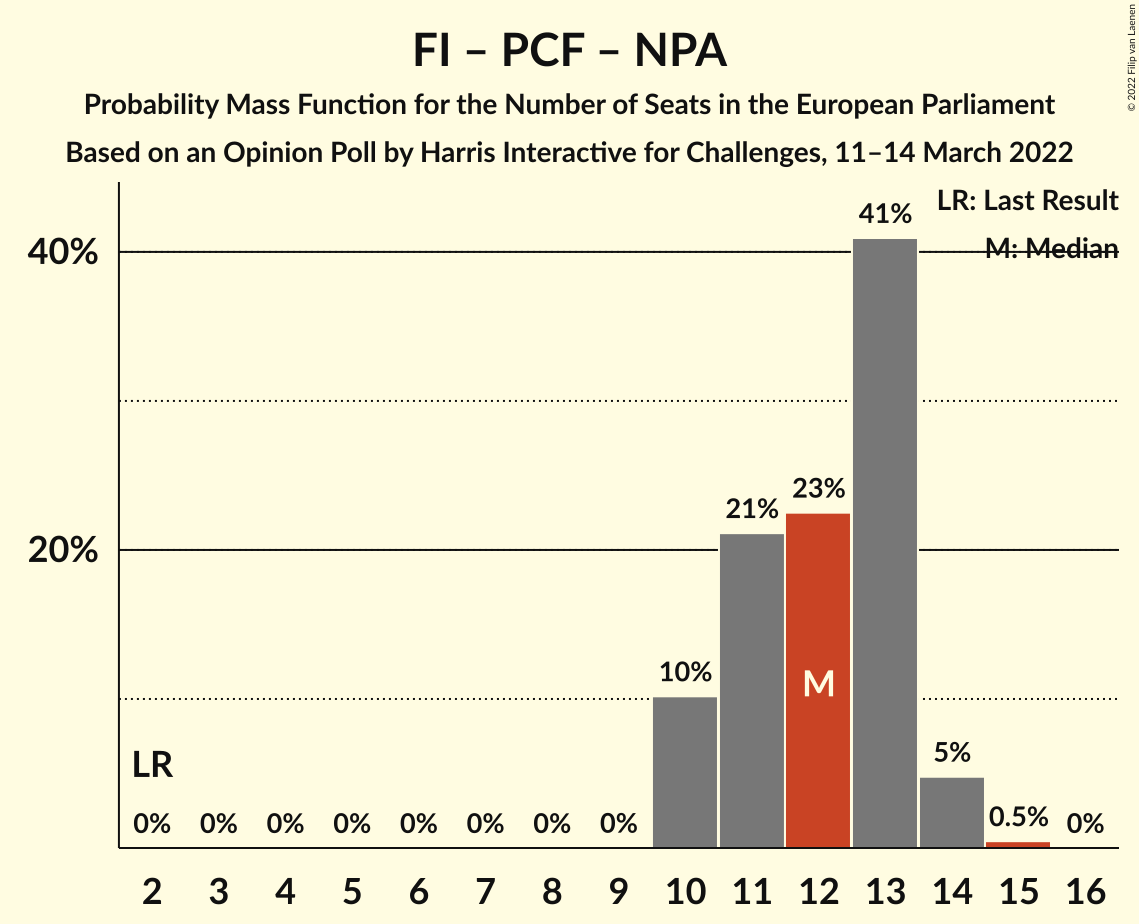 FI – PCF – NPA
Probability Mass Function for the Number of Seats in the European Parliament
Based on an Opinion Poll by Harris Interactive for Challenges, 11–14 March 2022
© 2022 Filip van Laenen
LR: Last Result
M: Median
40%
20%
41%
23%
21%
10%
M
5%
LR
0% 0% 0% 0% 0% 0% 0% 0% 0.5% 0%
2 3 4 5 6 7 8 9 10 11 12 13 14 15 16